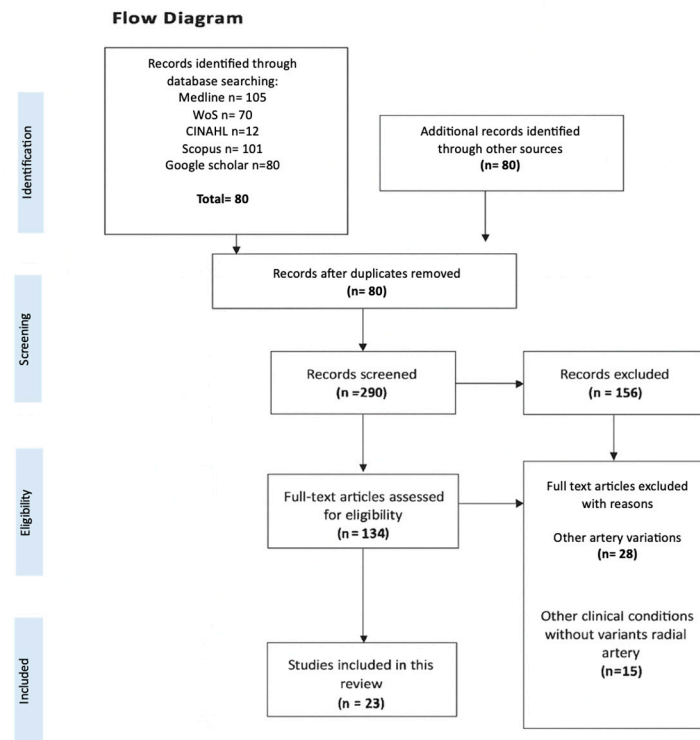 Flow Diagram
Identification
Records identified through
database searching:
Medline n= 105
WoS n= 70
CINAHL n=12
Scopus n= 101
Google scholar n=80
Total= 80
Additional records identified
through other sources
(n= 80)
Records after duplicates removed
(n= 80)
Screening
Records screened
(n =290)
Records excluded
(n = 156)
Eligibility
Full-text articles assessed
for eligibility
(n = 134)
Full text articles excluded
with reasons
Other artery variations
(n= 28)
Other clinical conditions
without variants radial
artery
(n=15)
Included
Studies included in this
review
(n = 23)